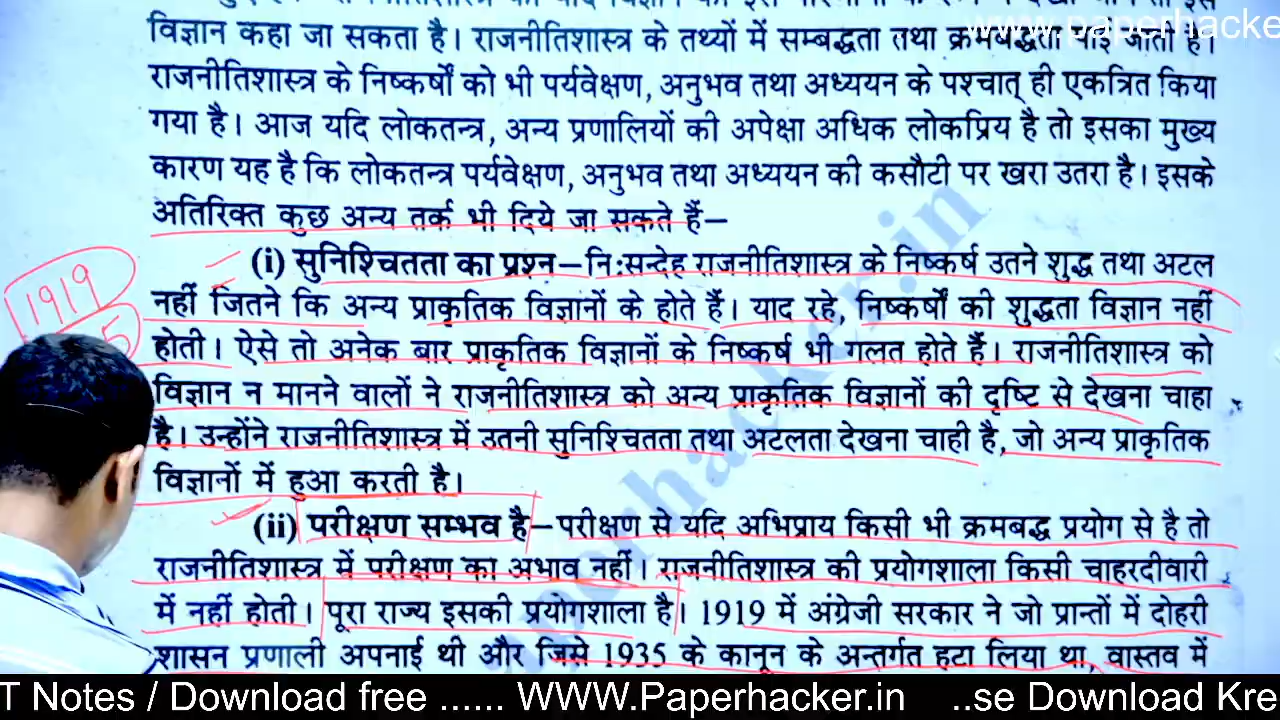 www.paperhacke
विज्ञान कहा जा सकता है। राजनीतिशास्त्र के तथ्यों में सम्बद्धता तथा क्रमबद्धता पाई जाती है।
राजनीतिशास्त्र के निष्कर्षों को भी पर्यवेक्षण, अनुभव तथा अध्ययन के पश्चात् ही एकत्रित किया
गया है। आज यदि लोकतन्त्र, अन्य प्रणालियों की अपेक्षा अधिक लोकप्रिय है तो इसका मुख्य
कारण यह है कि लोकतन्त्र पर्यवेक्षण, अनुभव तथा अध्ययन की कसौटी पर खरा उतरा है। इसके
अतिरिक्त कुछ अन्य तर्क भी दिये जा सकते हैं–
(i) सुनिश्चितता का प्रश्न–नि:सन्देह राजनीतिशास्त्र के निष्कर्ष उतने शुद्ध तथा अटल
1919
नहीं जितने कि अन्य प्राकृतिक विज्ञानों के होते हैं। याद रहे, निष्कर्षों की शुद्धता विज्ञान नहीं
होती। ऐसे तो अनेक बार प्राकृतिक विज्ञानों के निष्कर्ष भी गलत होते हैं। राजनीतिशास्त्र को
विज्ञान न मानने वालों ने राजनीतिशास्त्र को अन्य प्राकृतिक विज्ञानों की दृष्टि से देखना चाहा
है। उन्होंने राजनीतिशास्त्र में उतनी सुनिश्चितता तथा अटलता देखना चाही है, जो अन्य प्राकृतिक
विज्ञानों में हुआ करती है।
(ii) परीक्षण सम्भव है–परीक्षण से यदि अभिप्राय किसी भी क्रमबद्ध प्रयोग से है तो
राजनीतिशास्त्र में परीक्षण का अभाव नहीं। राजनीतिशास्त्र की प्रयोगशाला किसी चाहरदीवारी
में नहीं होती। पूरा राज्य इसकी प्रयोगशाला है। 1919 में अंग्रेजी सरकार ने जो प्रान्तों में दोहरी
शासन प्रणाली अपनाई थी और जिसे 1935 के कानून के अन्तर्गत हटा लिया था, वास्तव में
T Notes / Download free ...... WWW.Paperhacker.in ..se Download Kre